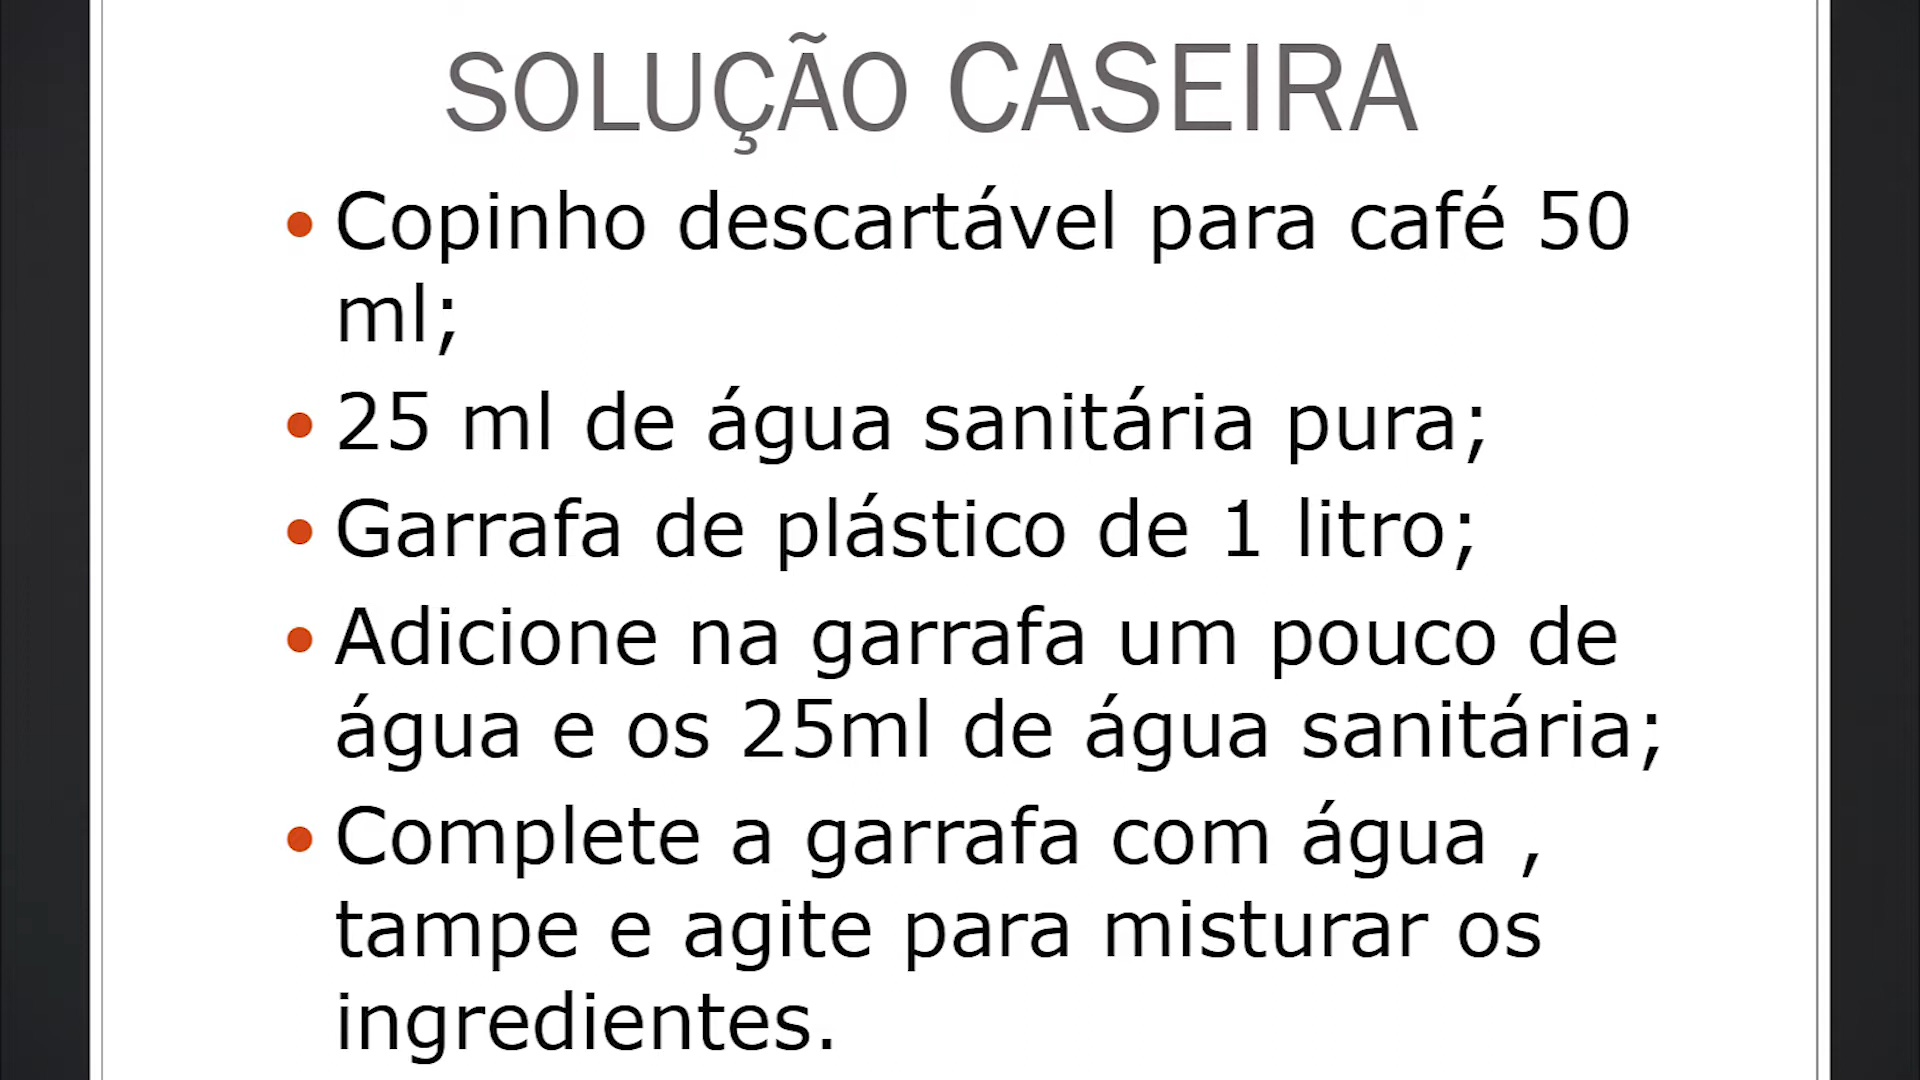 SOLUÇÃO CASEIRA
• Copinho descartável para café 50
ml;
• 25 ml de água sanitária pura;
• Garrafa de plástico de 1 litro;
• Adicione na garrafa um pouco de
água e os 25ml de água sanitária;
• Complete a garrafa com água ,
tampe e agite para misturar os
ingredientes.